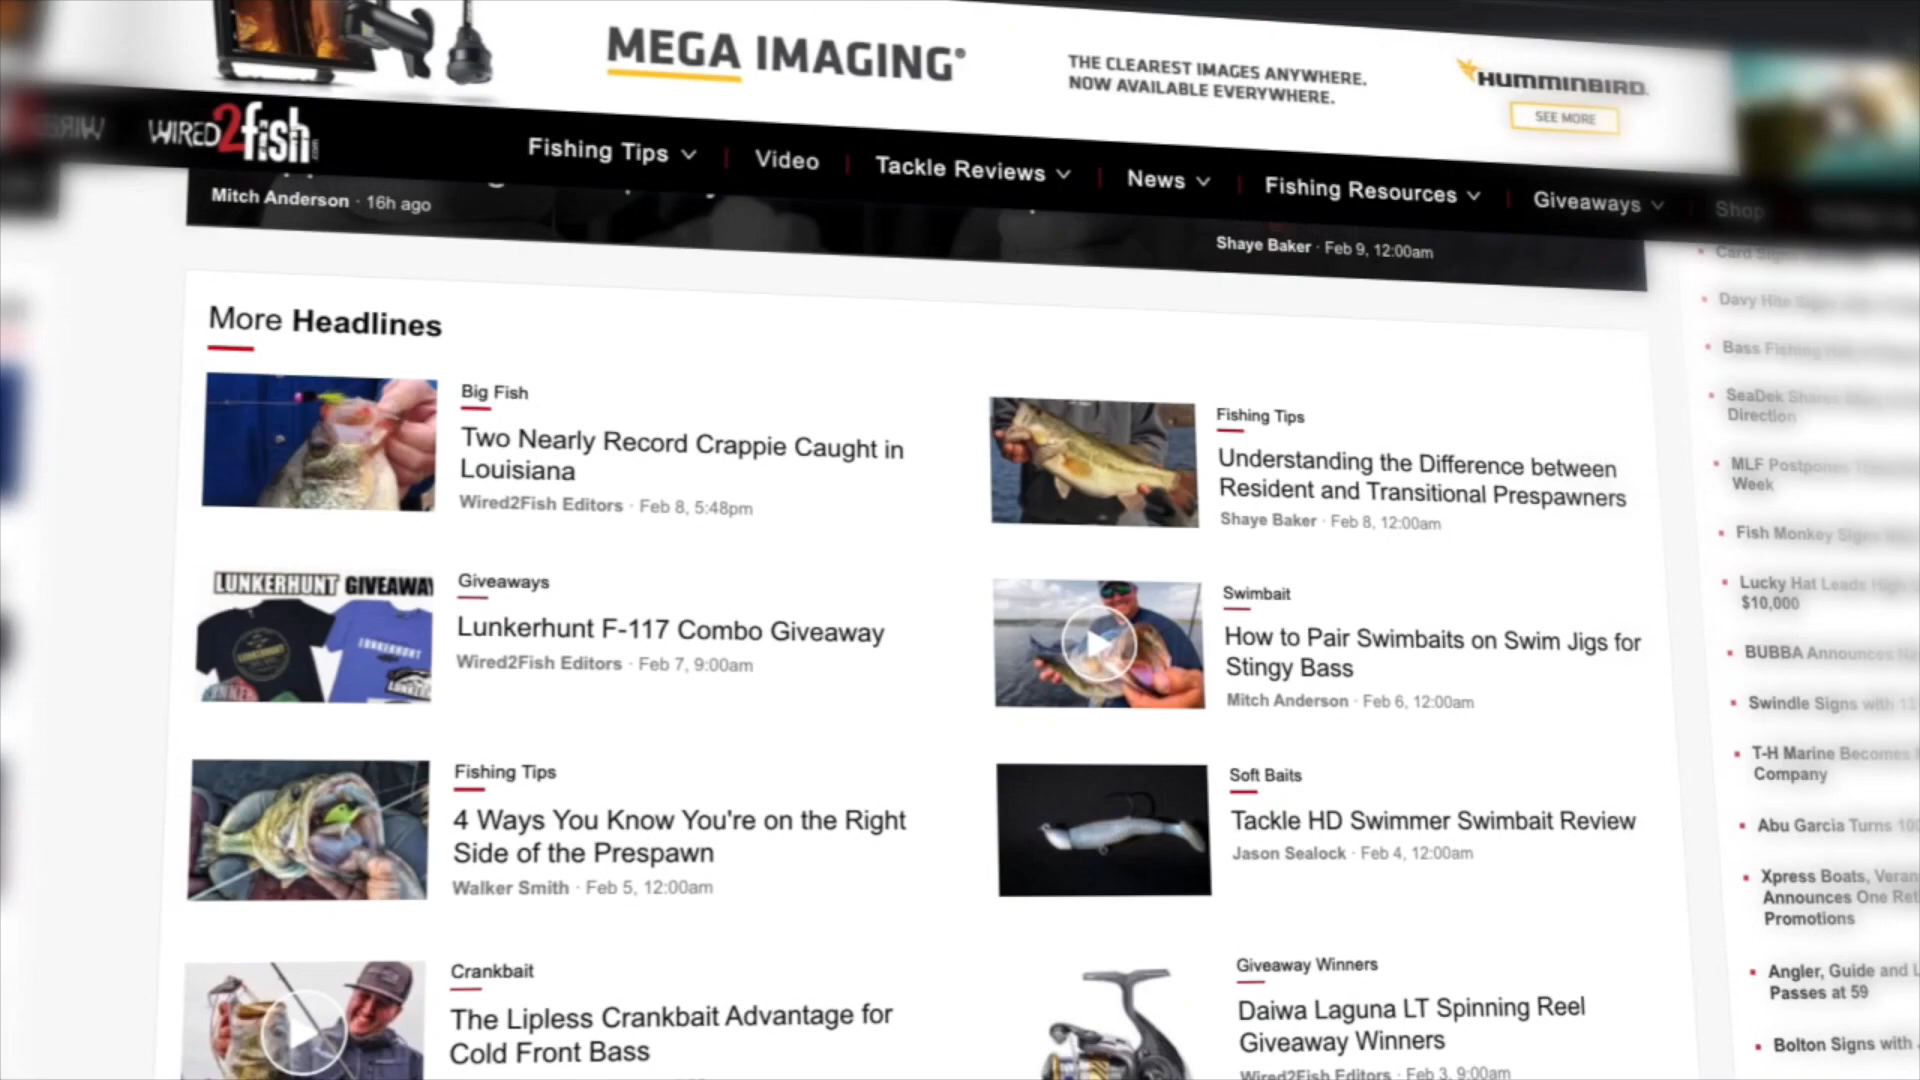 MEGA IMAGING®
THE CLEAREST IMAGES ANYWHERE.
NOW AVAILABLE EVERYWHERE.
HUMMINBIRD.
SEE MORE
WIRED2fish.com
Fishing Tips
Video
Tackle Reviews
News
Fishing Resources
Giveaways
Shop
Mitch Anderson · 16h ago
Shaye Baker · Feb 9, 12:00am
More Headlines
Big Fish
Two Nearly Record Crappie Caught in
Louisiana
Wired2Fish Editors · Feb 8, 5:48pm
Fishing Tips
Understanding the Difference between
Resident and Transitional Prespawners
Shaye Baker · Feb 8, 12:00am
LUNKERHUNT GIVEAWAY
LUNKERHUNT
Giveaways
Lunkerhunt F-117 Combo Giveaway
Wired2Fish Editors · Feb 7, 9:00am
Swimbait
How to Pair Swimbaits on Swim Jigs for
Stingy Bass
Mitch Anderson · Feb 6, 12:00am
Fishing Tips
4 Ways You Know You're on the Right
Side of the Prespawn
Walker Smith · Feb 5, 12:00am
Soft Baits
Tackle HD Swimmer Swimbait Review
Jason Sealock · Feb 4, 12:00am
Crankbait
The Lipless Crankbait Advantage for
Cold Front Bass
Giveaway Winners
Daiwa Laguna LT Spinning Reel
Giveaway Winners
Wired2Fish Editors · Feb 3, 9:00am
Card Signs
Davy Hite
Bass Fishing
SeaDek Shares
Direction
MLF Postpones
Week
Fish Monkey Signs
Lucky Hat Leads
$10,000
BUBBA Announces
Swindle Signs with 13
T-H Marine Becomes
Company
Abu Garcia Turns 100
Xpress Boats,
Announces One
Promotions
Angler, Guide and
Passes at 59
Bolton Signs with